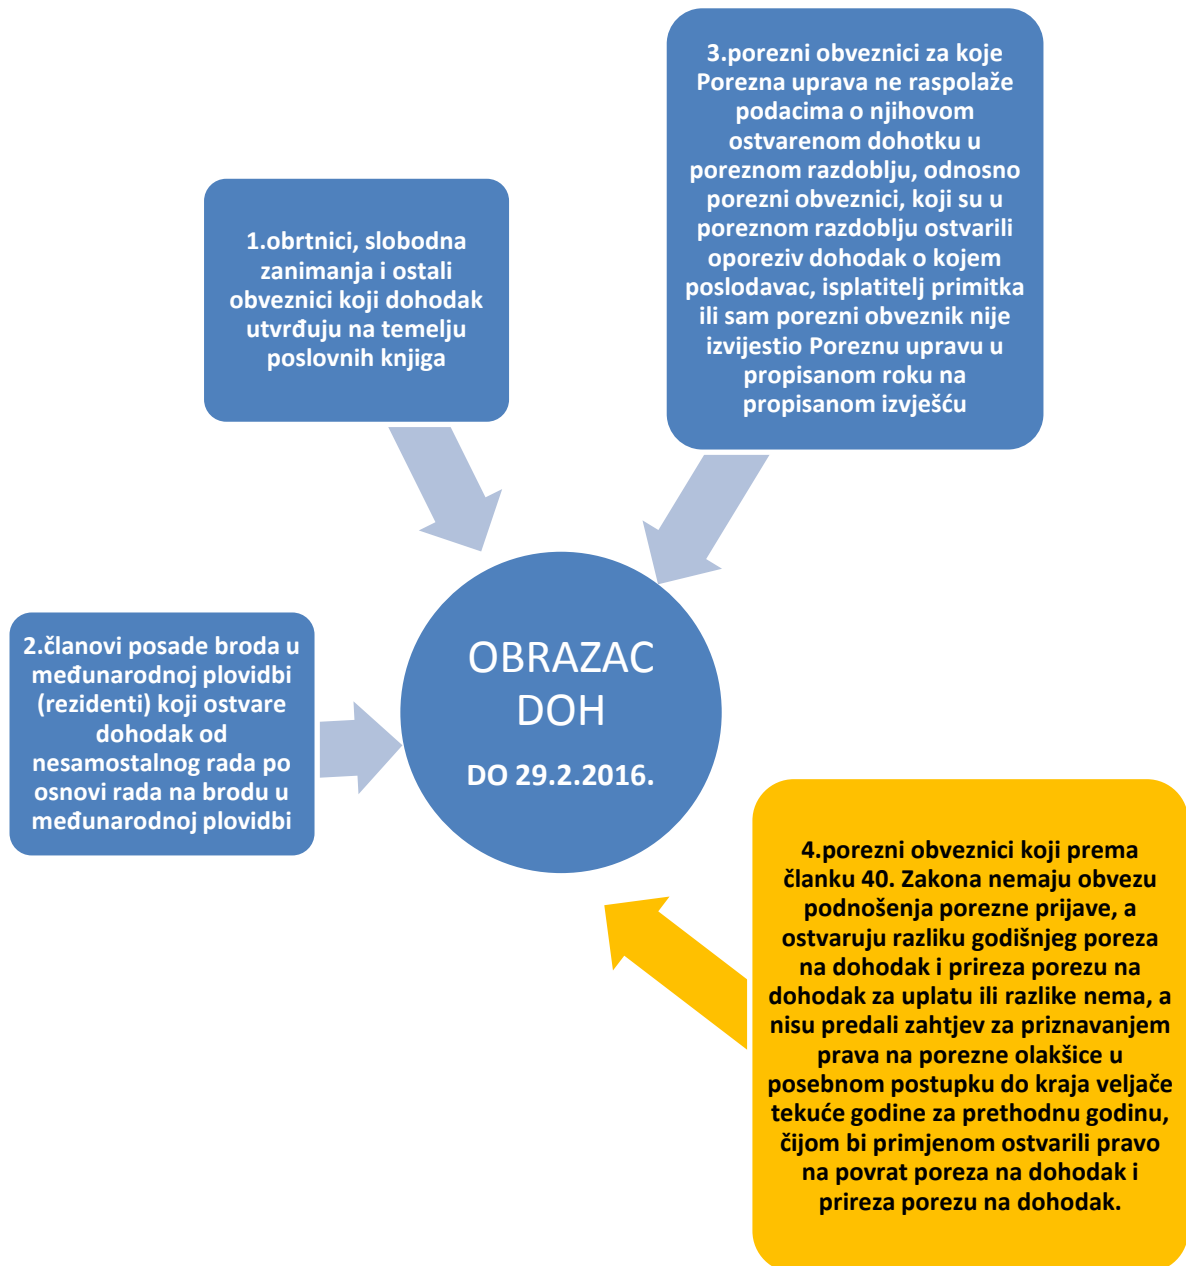 1.obrtnici, slobodna
zanimanja i ostali
obveznici koji dohodak
utvrđuju na temelju
poslovnih knjiga
3.porezni obveznici za koje
Porezna uprava ne raspolaže
podacima o njihovom
ostvarenom dohotku u
poreznom razdoblju, odnosno
porezni obveznici, koji su u
poreznom razdoblju ostvarili
oporeziv dohodak o kojem
poslodavac, isplatitelj primitka
ili sam porezni obveznik nije
izvijestio Poreznu upravu u
propisanom roku na
propisanom izvješću
2.članovi posade broda u
međunarodnoj plovidbi
(rezidenti) koji ostvare
dohodak od
nesamostalnog rada po
osnovi rada na brodu u
međunarodnoj plovidbi
OBRAZAC
DOH
DO 29.2.2016.
4.porezni obveznici koji prema
članku 40. Zakona nemaju obvezu
podnošenja porezne prijave, a
ostvaruju razliku godišnjeg poreza
na dohodak i prireza porezu na
dohodak za uplatu ili razlike nema, a
nisu predali zahtjev za priznavanjem
prava na porezne olakšice u
posebnom postupku do kraja veljače
tekuće godine za prethodnu godinu,
čijom bi primjenom ostvarili pravo
na povrat poreza na dohodak i
prireza porezu na dohodak.